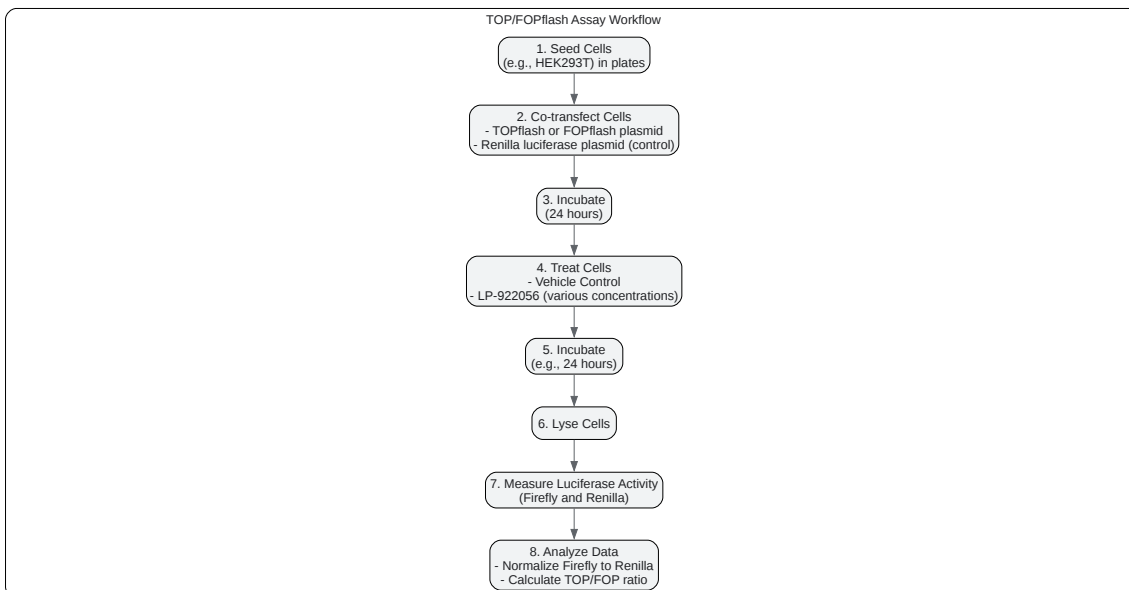 TOP/FOPflash Assay Workflow
1. Seed Cells
(e.g., HEK293T) in plates
2. Co-transfect Cells
- TOPflash or FOPflash plasmid
- Renilla luciferase plasmid (control)
3. Incubate
(24 hours)
4. Treat Cells
- Vehicle Control
- LP-922056 (various concentrations)
5. Incubate
(e.g., 24 hours)
6. Lyse Cells
7. Measure Luciferase Activity
(Firefly and Renilla)
8. Analyze Data
- Normalize Firefly to Renilla
- Calculate TOP/FOP ratio